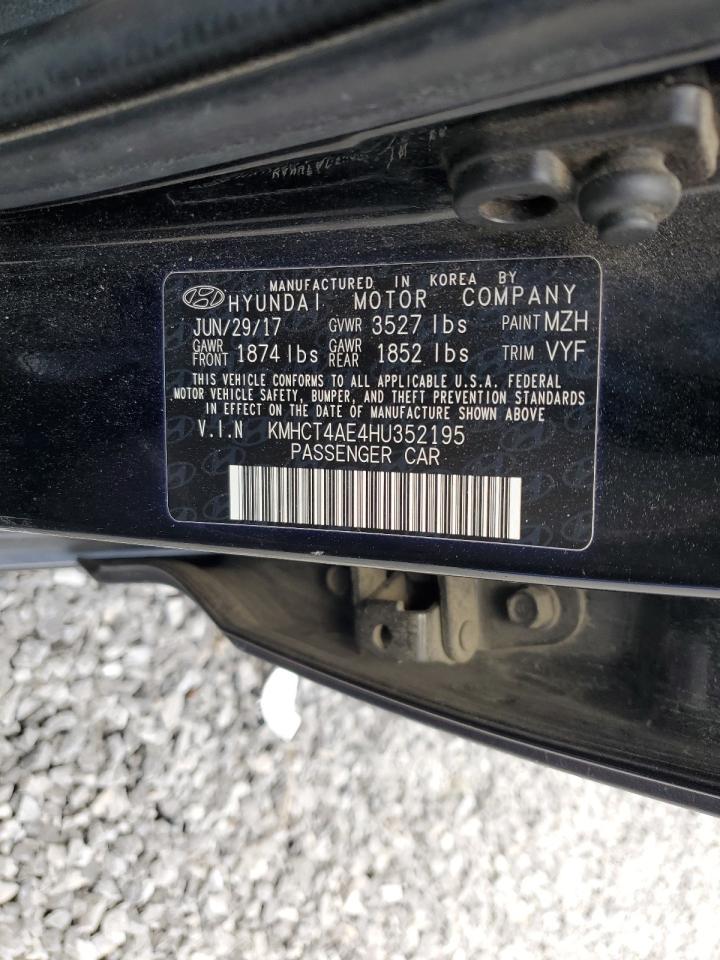 MANUFACTURED IN KOREA BY
HYUNDAI MOTOR COMPANY
JUN/29/17 GVWR 3527 lbs PAINT MZH
GAWR FRONT 1874 lbs GAWR REAR 1852 lbs TRIM VYF
THIS VEHICLE CONFORMS TO ALL APPLICABLE U.S.A. FEDERAL
MOTOR VEHICLE SAFETY, BUMPER, AND THEFT PREVENTION STANDARDS
IN EFFECT ON THE DATE OF MANUFACTURE SHOWN ABOVE
V.I.N KMHCT4AE4HU352195
PASSENGER CAR